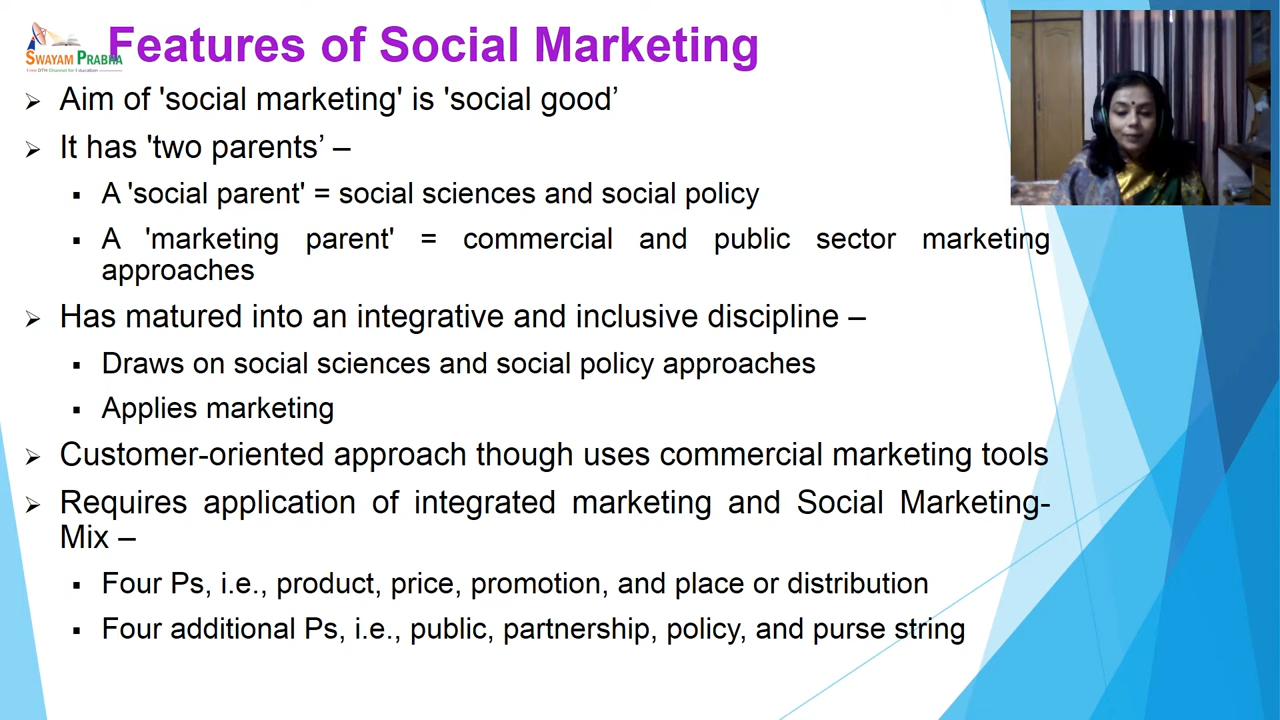 Features of Social Marketing
SWAYAM PRABHA
➢ Aim of 'social marketing' is 'social good’
➢ It has 'two parents’ –
▪ A 'social parent' = social sciences and social policy
▪ A 'marketing parent' = commercial and public sector marketing
approaches
➢ Has matured into an integrative and inclusive discipline –
▪ Draws on social sciences and social policy approaches
▪ Applies marketing
➢ Customer-oriented approach though uses commercial marketing tools
➢ Requires application of integrated marketing and Social Marketing-
Mix –
▪ Four Ps, i.e., product, price, promotion, and place or distribution
▪ Four additional Ps, i.e., public, partnership, policy, and purse string